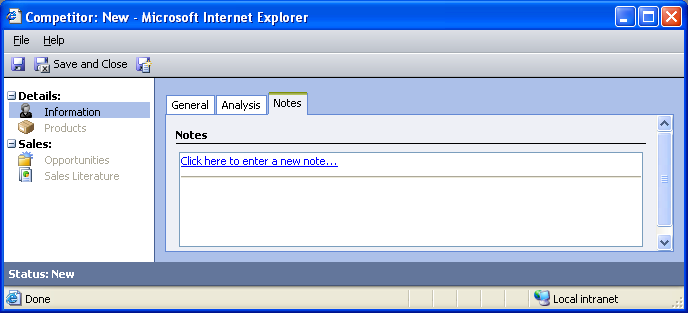 Competitor: New - Microsoft Internet Explorer
File Help
Save and Close
Details:
Information
Products
Sales:
Opportunities
Sales Literature
General Analysis Notes
Notes
Click here to enter a new note...
Status: New
Done Local intranet